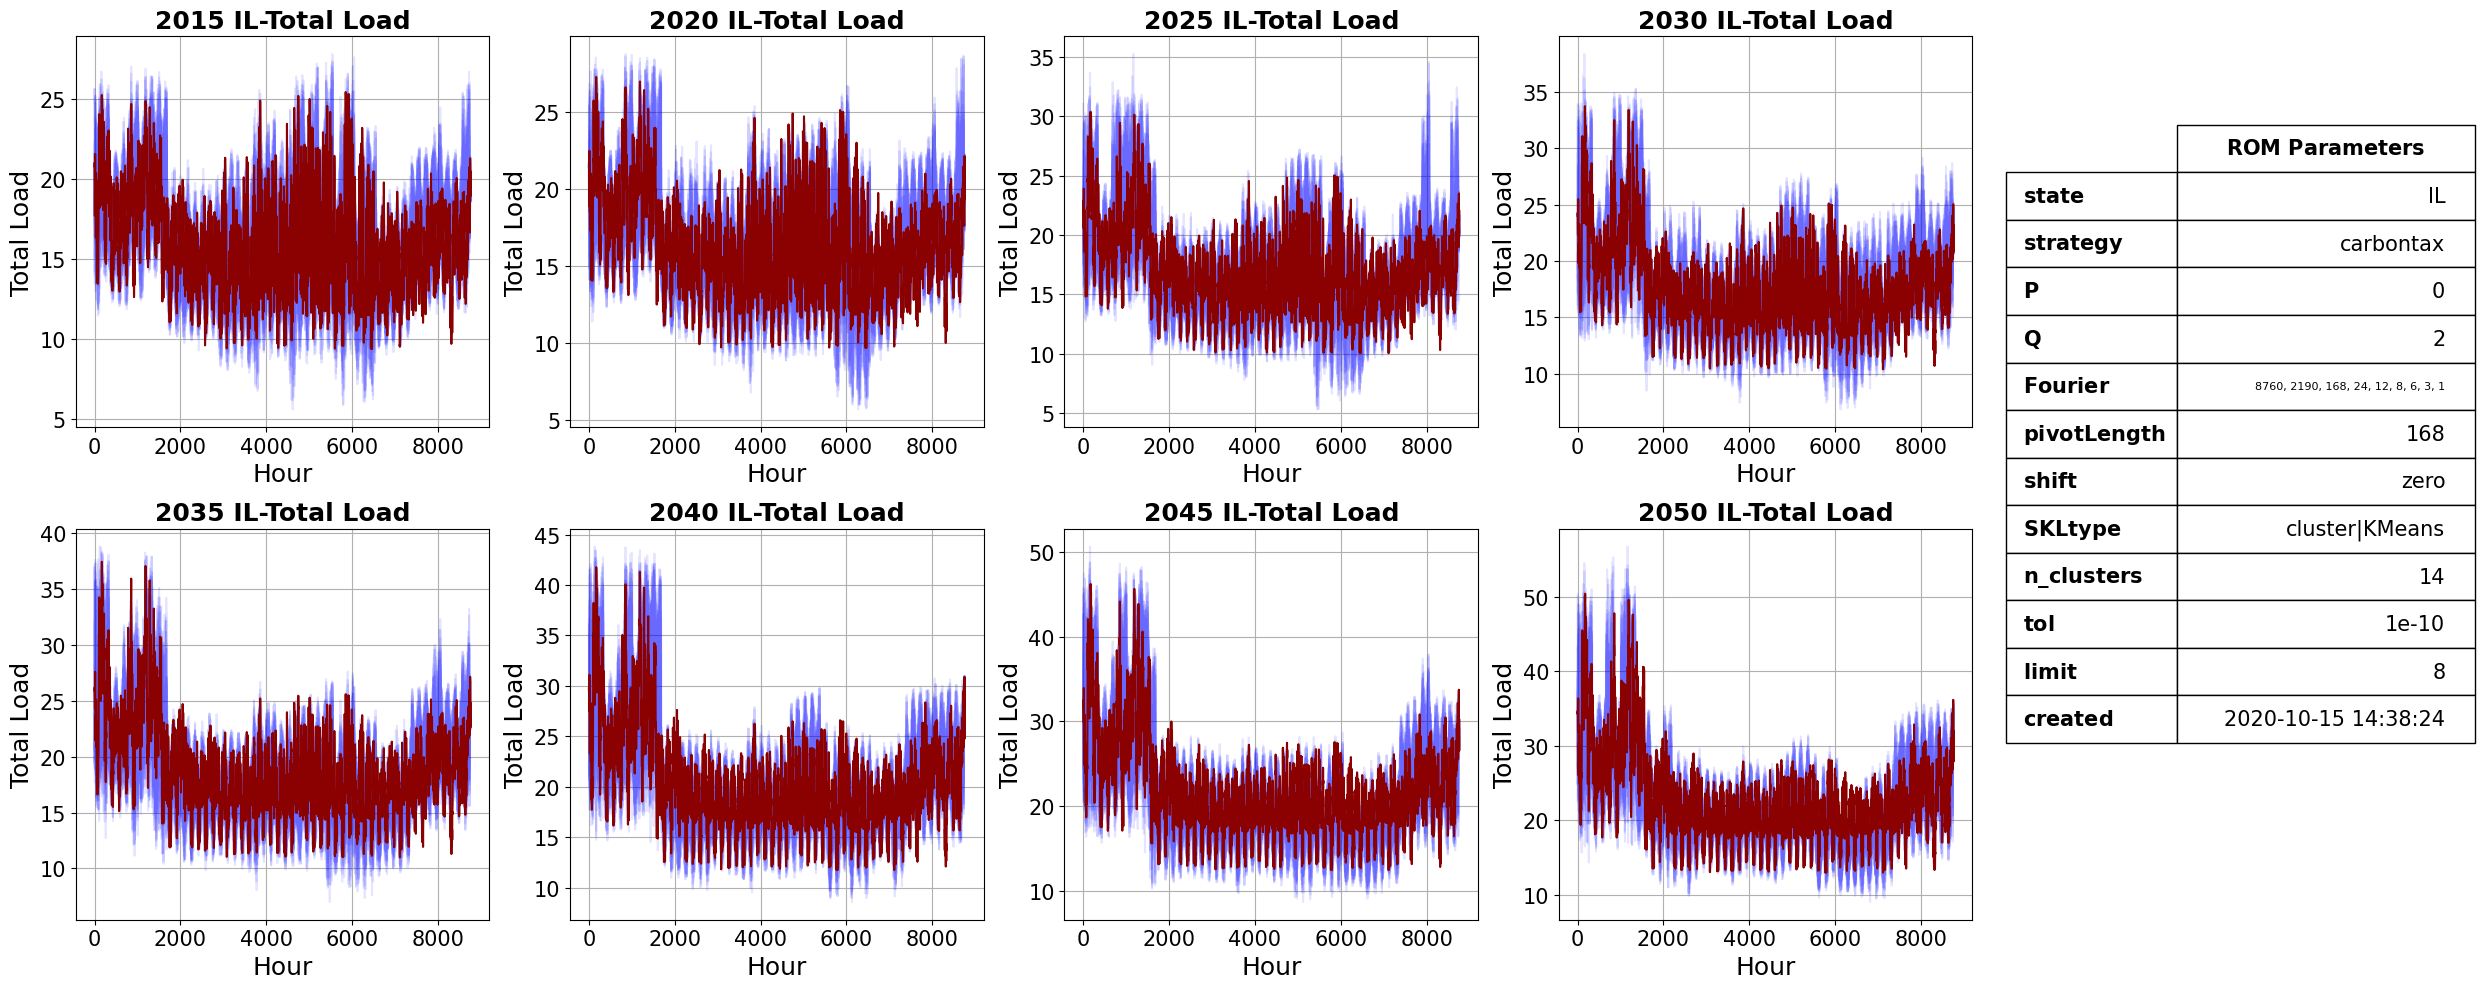 2015 IL-Total Load
2020 IL-Total Load
2025 IL-Total Load
2030 IL-Total Load
Total Load
25
20
15
10
5
0 2000 4000 6000 8000
Hour
Total Load
25
20
15
10
5
0 2000 4000 6000 8000
Hour
Total Load
35
30
25
20
15
10
5
0 2000 4000 6000 8000
Hour
Total Load
35
30
25
20
15
10
0 2000 4000 6000 8000
Hour
2035 IL-Total Load
2040 IL-Total Load
2045 IL-Total Load
2050 IL-Total Load
Total Load
40
35
30
25
20
15
10
0 2000 4000 6000 8000
Hour
Total Load
45
40
35
30
25
20
15
10
0 2000 4000 6000 8000
Hour
Total Load
50
40
30
20
10
0 2000 4000 6000 8000
Hour
Total Load
50
40
30
20
10
0 2000 4000 6000 8000
Hour
ROM Parameters
state IL
strategy carbontax
P 0
Q 2
Fourier 8760, 2190, 168, 24, 12, 8, 6, 3, 1
pivotLength 168
shift zero
SKLtype cluster|KMeans
n_clusters 14
tol 1e-10
limit 8
created 2020-10-15 14:38:24